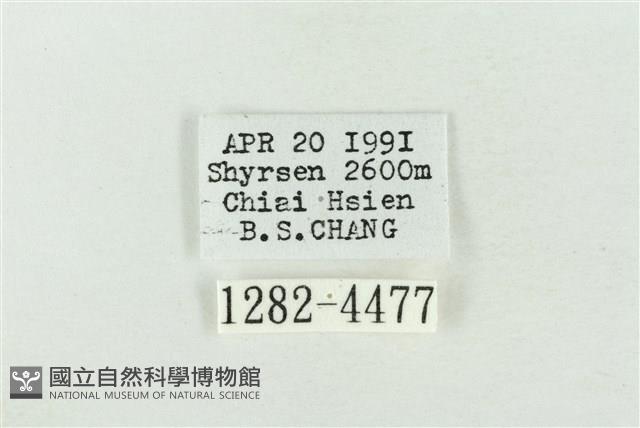 APR 20 I99I
Shyrsen 2600m
Chiai Hsien
B.S.CHANG
1282-4477
國立自然科學博物館
NATIONAL MUSEUM OF NATURAL SCIENCE